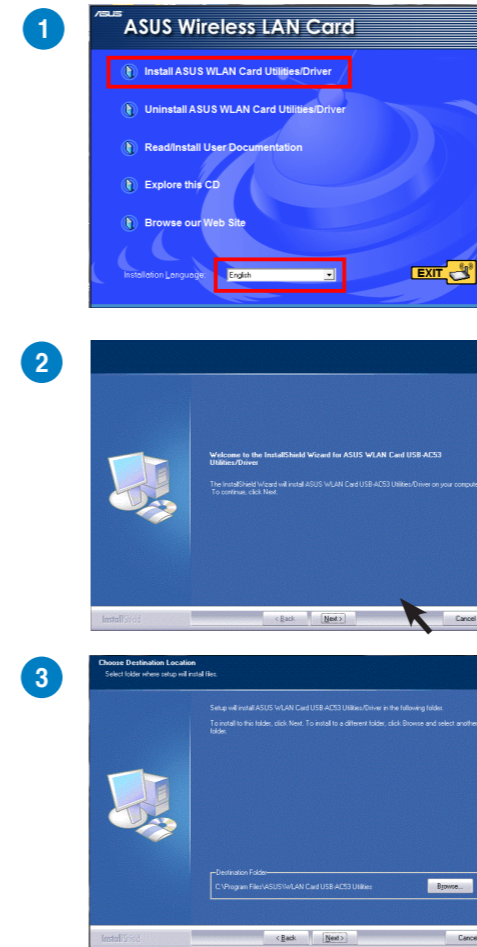 1
ASUS
ASUS Wireless LAN Card
Install ASUS WLAN Card Utilities/Driver
Uninstall ASUS WLAN Card Utilities/Driver
Read/Install User Documentation
Explore this CD
Browse our Web Site
Installation Language: English
EXIT
2
Welcome to the InstallShield Wizard for ASUS WLAN Card USB-AC53
Utilities/Driver
The InstallShield Wizard will install ASUS WLAN Card USB-AC53 Utilities/Driver on your compute
To continue, click Next.
InstallShield
< Back Next > Cancel
3
Choose Destination Location
Select folder where setup will install files.
Setup will install ASUS WLAN Card USB-AC53 Utilities/Driver in the following folder.
To install to this folder, click Next. To install to a different folder, click Browse and select another
folder.
Destination Folder
C:\Program Files\ASUS\WLAN Card USB-AC53 Utilities Browse...
InstallShield
< Back Next > Cance